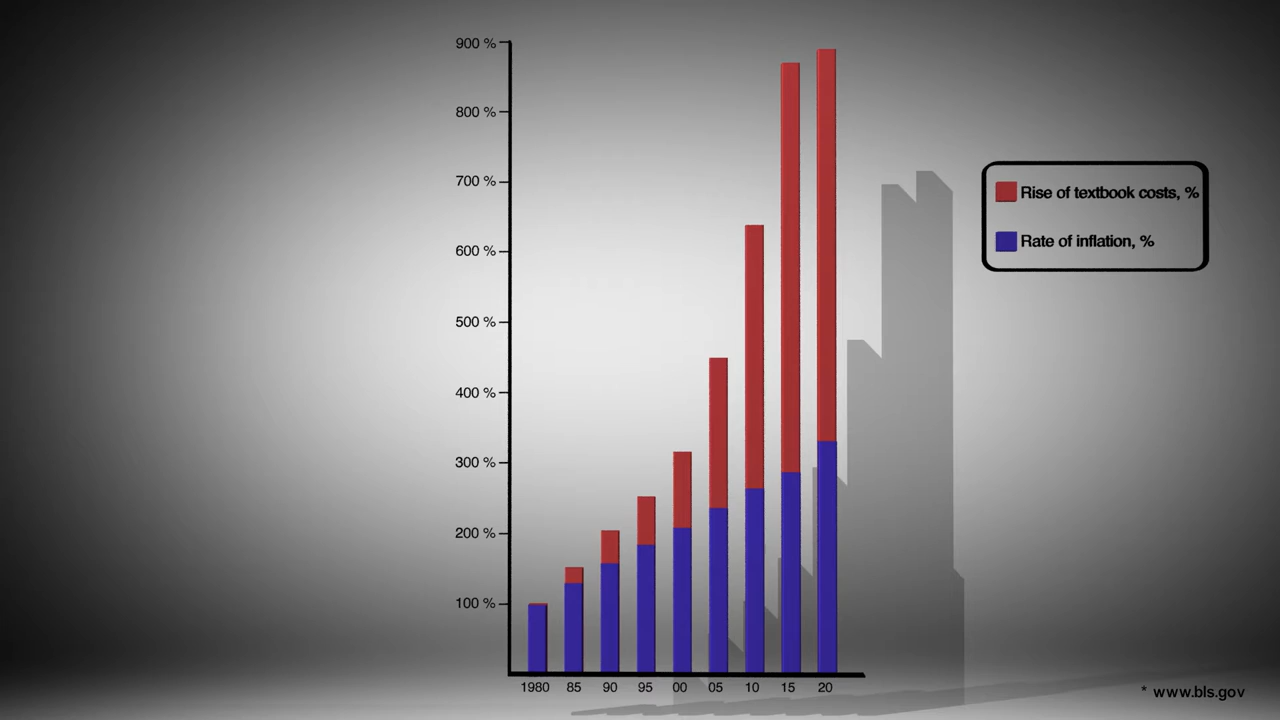 900 %
800 %
700 %
600 %
500 %
400 %
300 %
200 %
100 %
1980 85 90 95 00 05 10 15 20
Rise of textbook costs, %
Rate of inflation, %
* www.bls.gov